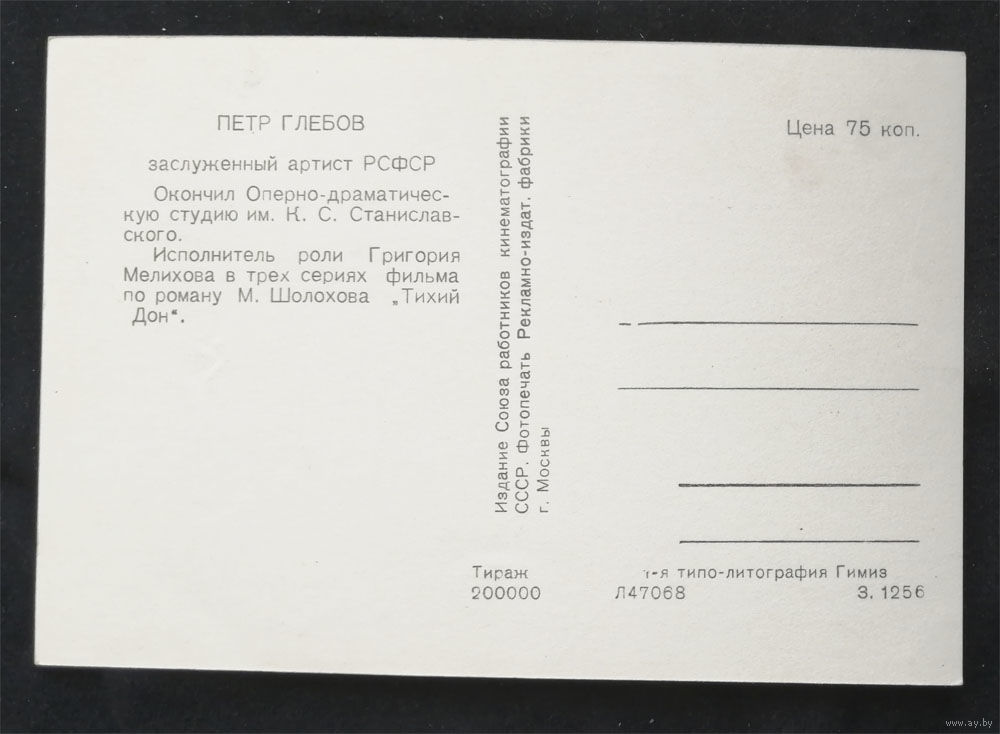 ПЕТР ГЛЕБОВ
заслуженный артист РСФСР
Окончил Оперно-драматичес-
кую студию им. К. С. Станислав-
ского.
Исполнитель роли Григория
Мелихова в трех сериях фильма
по роману М. Шолохова „Тихий
Дон“.
Издание Союза работников кинематографии
СССР. Фотопечать Рекламно-издат. фабрики
г. Москвы
Цена 75 коп.
Тираж
200000
1-я типо-литография Гимиз
Л47068 З. 1256
www.ay.by